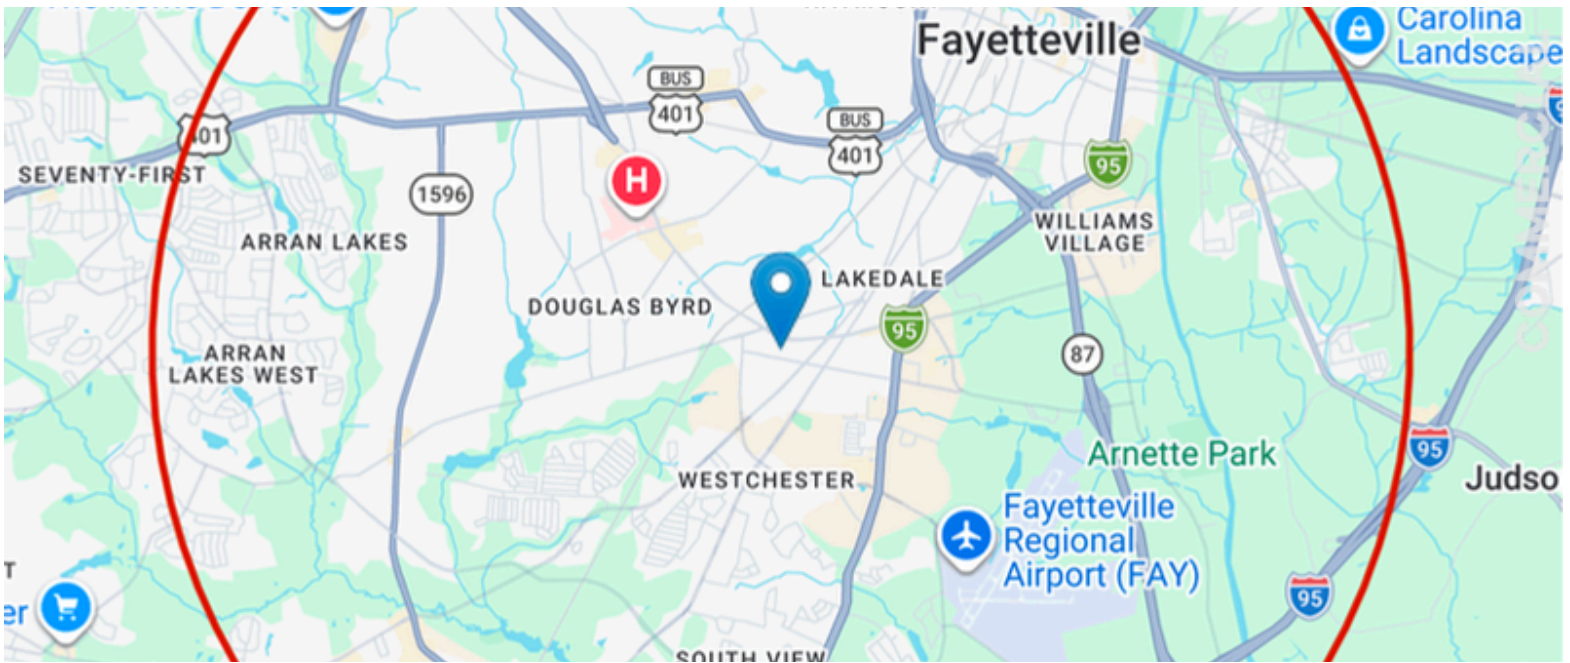 Fayetteville
Carolina
Landscape
BUS
401
BUS
401
401
SEVENTY-FIRST
95
1596
H
WILLIAMS
VILLAGE
ARRAN LAKES
LAKEDALE
DOUGLAS BYRD
95
ARRAN
LAKES WEST
87
Arnette Park
95
WESTCHESTER
Judso
Fayetteville
Regional
Airport (FAY)
T
95
er
SOUTH VIEW